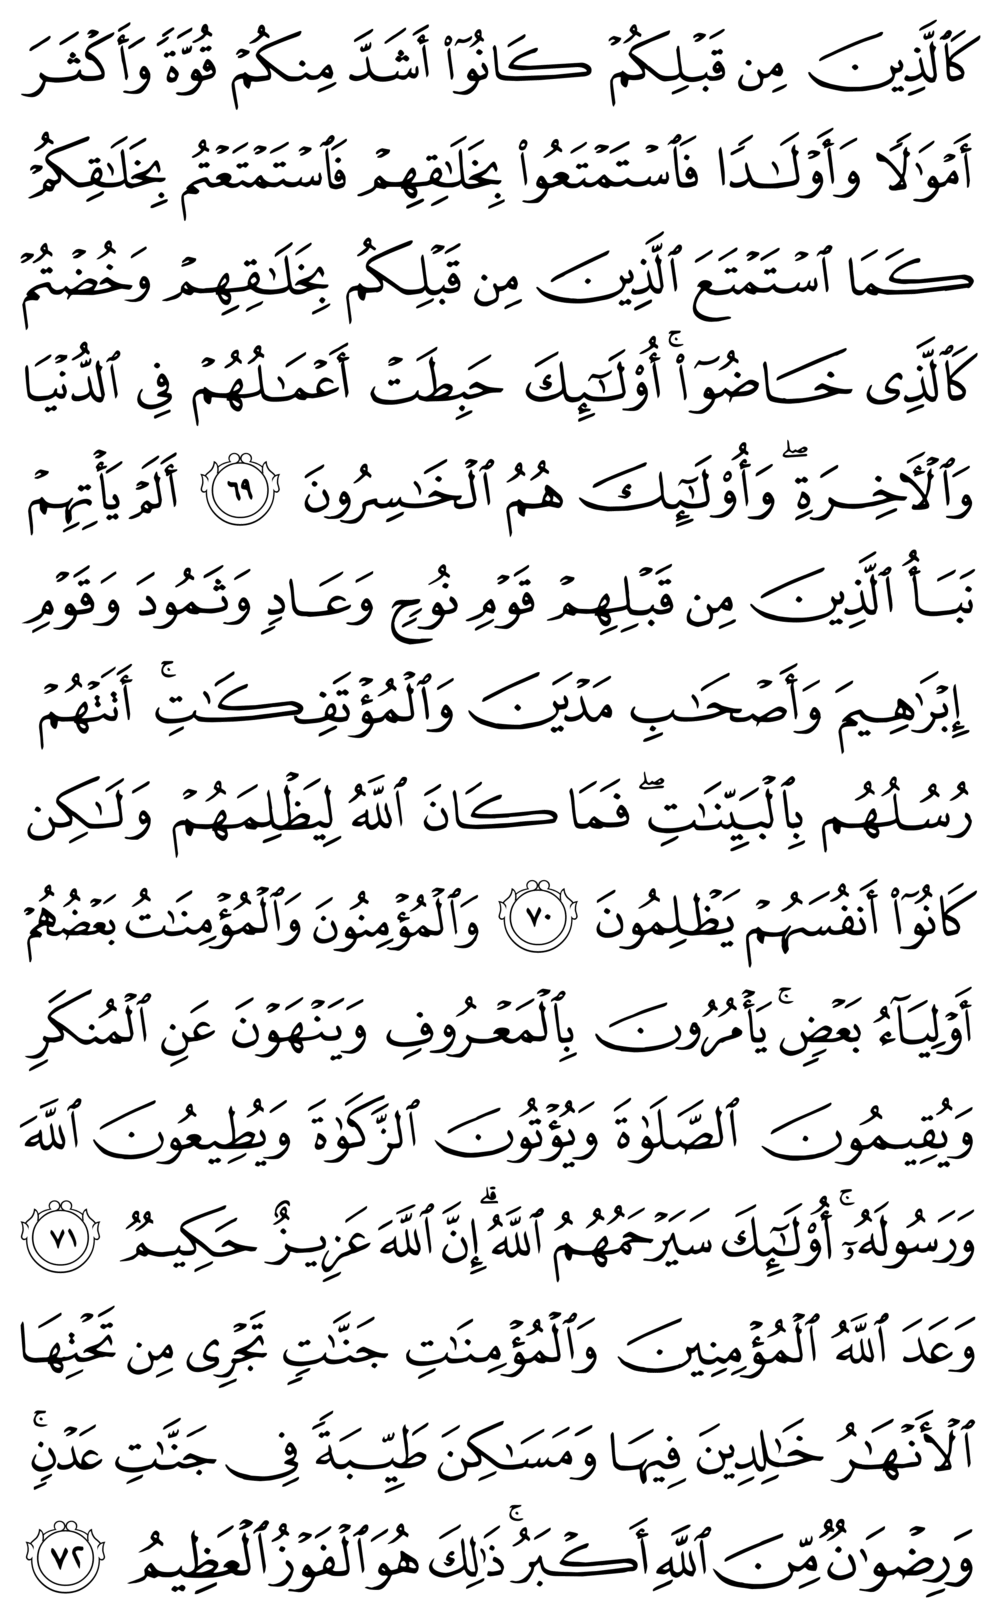 كَٱلَّذِينَ مِن قَبۡلِكُمۡ كَانُوٓاْ أَشَدَّ مِنكُمۡ قُوَّةٗ وَأَكۡثَرَ
أَمۡوَٰلٗا وَأَوۡلَٰدٗا فَٱسۡتَمۡتَعُواْ بِخَلَٰقِهِمۡ فَٱسۡتَمۡتَعۡتُم بِخَلَٰقِكُمۡ
كَمَا ٱسۡتَمۡتَعَ ٱلَّذِينَ مِن قَبۡلِكُم بِخَلَٰقِهِمۡ وَخُضۡتُمۡ
كَٱلَّذِي خَاضُوٓاْۚ أُوْلَٰٓئِكَ حَبِطَتۡ أَعۡمَٰلُهُمۡ فِي ٱلدُّنۡيَا
وَٱلۡأٓخِرَةِۖ وَأُوْلَٰٓئِكَ هُمُ ٱلۡخَٰسِرُونَ ٦٩ أَلَمۡ يَأۡتِهِمۡ
نَبَأُ ٱلَّذِينَ مِن قَبۡلِهِمۡ قَوۡمِ نُوحٖ وَعَادٖ وَثَمُودَ وَقَوۡمِ
إِبۡرَٰهِيمَ وَأَصۡحَٰبِ مَدۡيَنَ وَٱلۡمُؤۡتَفِكَٰتِۚ أَتَتۡهُمۡ
رُسُلُهُم بِٱلۡبَيِّنَٰتِۖ فَمَا كَانَ ٱللَّهُ لِيَظۡلِمَهُمۡ وَلَٰكِن
كَانُوٓاْ أَنفُسَهُمۡ يَظۡلِمُونَ ٧٠ وَٱلۡمُؤۡمِنُونَ وَٱلۡمُؤۡمِنَٰتُ بَعۡضُهُمۡ
أَوۡلِيَآءُ بَعۡضٖۚ يَأۡمُرُونَ بِٱلۡمَعۡرُوفِ وَيَنۡهَوۡنَ عَنِ ٱلۡمُنكَرِ
وَيُقِيمُونَ ٱلصَّلَوٰةَ وَيُؤۡتُونَ ٱلزَّكَوٰةَ وَيُطِيعُونَ ٱللَّهَ
وَرَسُولَهُۥٓۚ أُوْلَٰٓئِكَ سَيَرۡحَمُهُمُ ٱللَّهُۗ إِنَّ ٱللَّهَ عَزِيزٌ حَكِيمٞ ٧١
وَعَدَ ٱللَّهُ ٱلۡمُؤۡمِنِينَ وَٱلۡمُؤۡمِنَٰتِ جَنَّٰتٖ تَجۡرِي مِن تَحۡتِهَا
ٱلۡأَنۡهَٰرُ خَٰلِدِينَ فِيهَا وَمَسَٰكِنَ طَيِّبَةٗ فِي جَنَّٰتِ عَدۡنٖۚ
وَرِضۡوَٰنٞ مِّنَ ٱللَّهِ أَكۡبَرُۚ ذَٰلِكَ هُوَ ٱلۡفَوۡزُ ٱلۡعَظِيمُ ٧٢